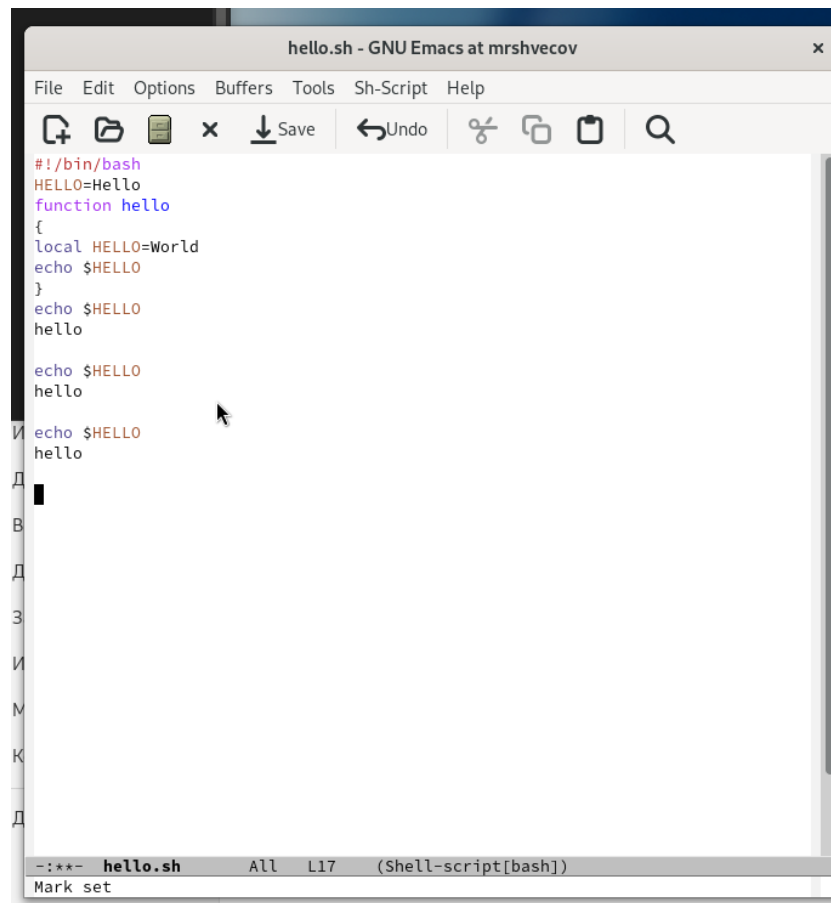 hello.sh - GNU Emacs at mrshvecov ×
File Edit Options Buffers Tools Sh-Script Help
Save Undo
#!/bin/bash
HELLO=Hello
function hello
{
local HELLO=World
echo $HELLO
}
echo $HELLO
hello
echo $HELLO
hello
echo $HELLO
hello
И
Д
В
Д
З
И
М
К
Д
-:**- hello.sh All L17 (Shell-script[bash])
Mark set